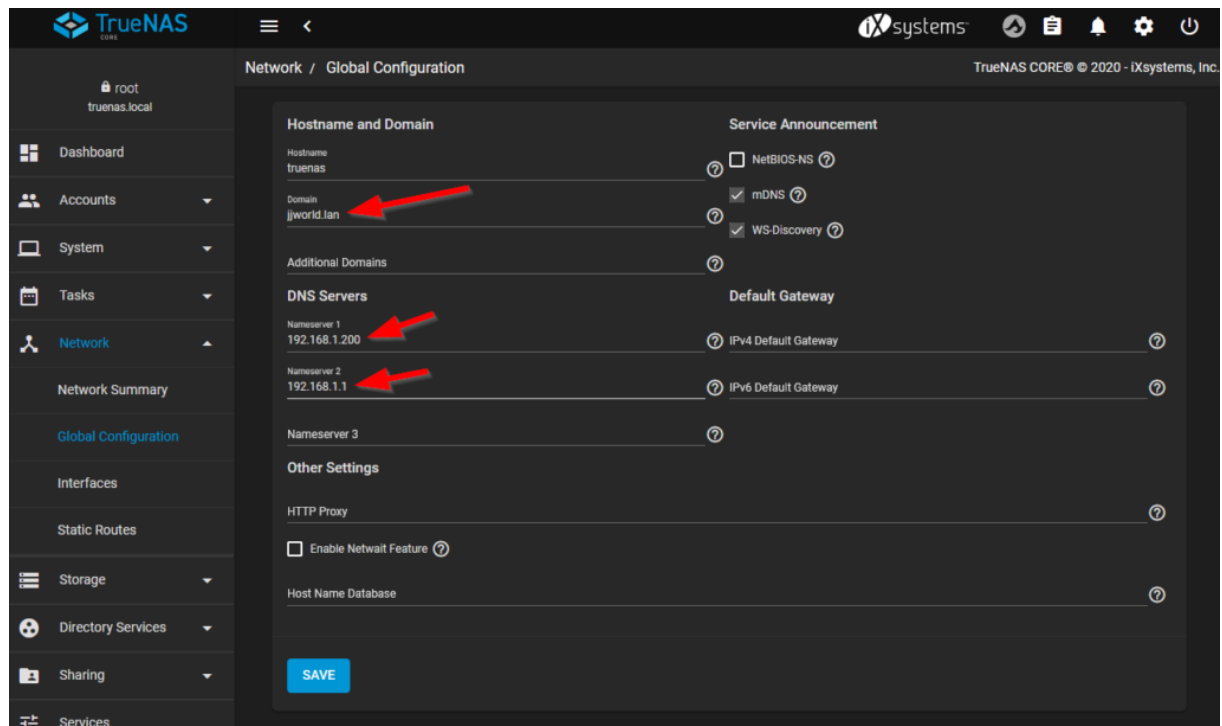 TrueNAS
CORE
iXsystems
root
truenas.local
Network / Global Configuration
TrueNAS CORE® © 2020 - iXsystems, Inc.
Dashboard
Accounts
System
Tasks
Network
Network Summary
Global Configuration
Interfaces
Static Routes
Storage
Directory Services
Sharing
Services
Hostname and Domain
Hostname
truenas
Domain
jjworld.lan
Additional Domains
DNS Servers
Nameserver 1
192.168.1.200
Nameserver 2
192.168.1.1
Nameserver 3
Other Settings
HTTP Proxy
Enable Netwait Feature
Host Name Database
SAVE
Service Announcement
NetBIOS-NS
mDNS
WS-Discovery
Default Gateway
IPv4 Default Gateway
IPv6 Default Gateway